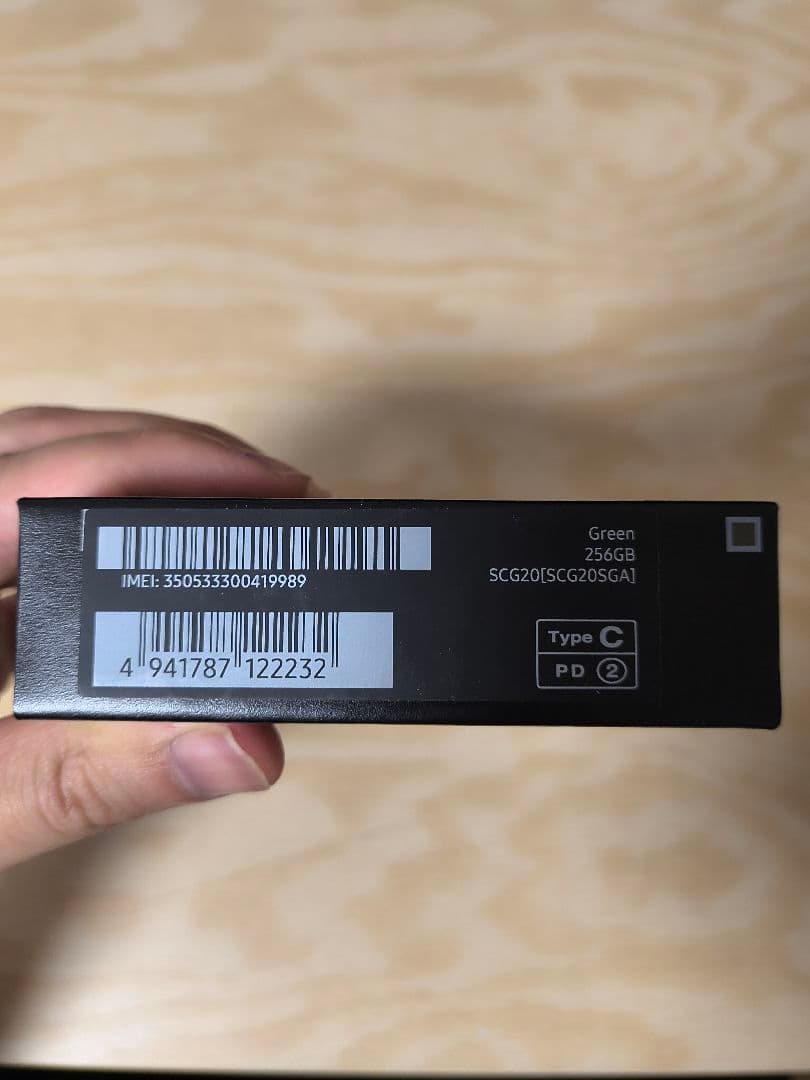 IMEI: 350533300419989
4 941787 122232
Green
256GB
SCG20[SCG20SGA]
Type C
PD 2